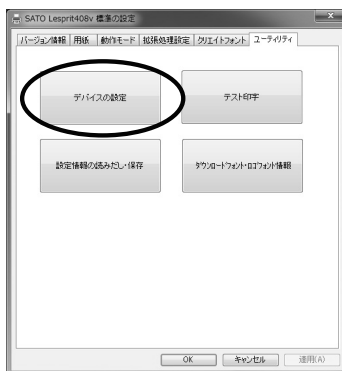 SATO Lesprit408v 標準の設定
バージョン情報 用紙 動作モード 拡張処理設定 クリエイトフォント ユーティリティ
デバイスの設定 テスト印字
設定情報の読みだし・保存 ダウンロードフォント・ロゴフォント情報
OK キャンセル 適用(A)